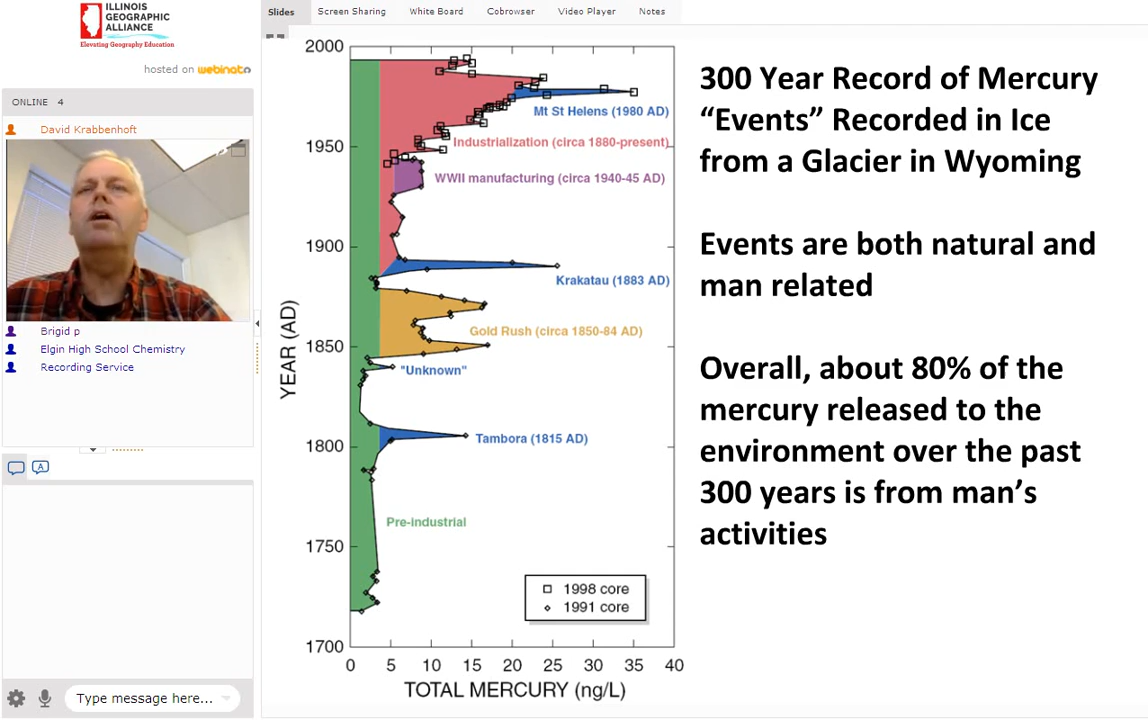 ILLINOIS
GEOGRAPHIC
ALLIANCE
Elevating Geography Education
hosted on webinato
ONLINE 4
David Krabbenhoft
Brigid p
Elgin High School Chemistry
Recording Service
A
Type message here...
Slides Screen Sharing White Board Cobrowser Video Player Notes
2000
1950
1900
1850
1800
1750
1700
YEAR (AD)
Mt St Helens (1980 AD)
Industrialization (circa 1880-present)
WWII manufacturing (circa 1940-45 AD)
Krakatau (1883 AD)
Gold Rush (circa 1850-84 AD)
"Unknown"
Tambora (1815 AD)
Pre-industrial
1998 core
1991 core
0 5 10 15 20 25 30 35 40
TOTAL MERCURY (ng/L)
300 Year Record of Mercury
“Events” Recorded in Ice
from a Glacier in Wyoming
Events are both natural and
man related
Overall, about 80% of the
mercury released to the
environment over the past
300 years is from man’s
activities